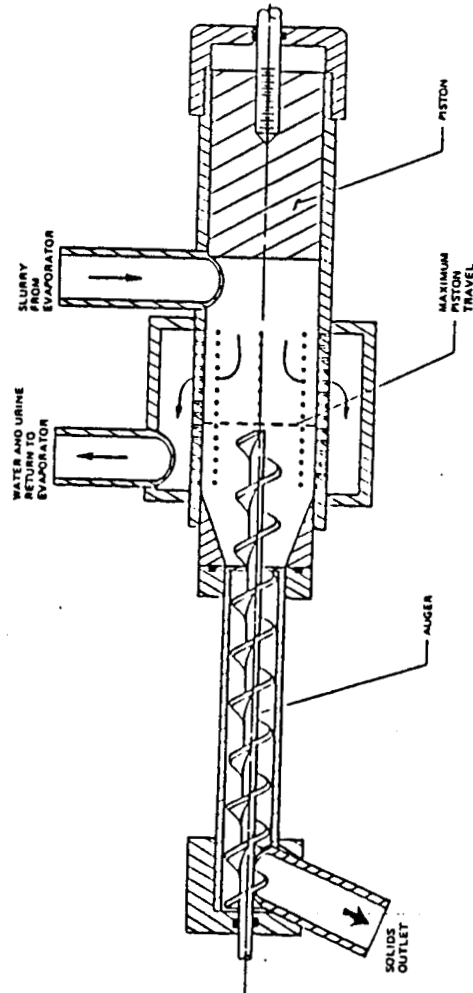 SLURRY
FROM
EVAPORATOR
WATER AND URINE
RETURN TO
EVAPORATOR
PISTON
MAXIMUM
PISTON
TRAVEL
AUGER
SOLIDS
OUTLET